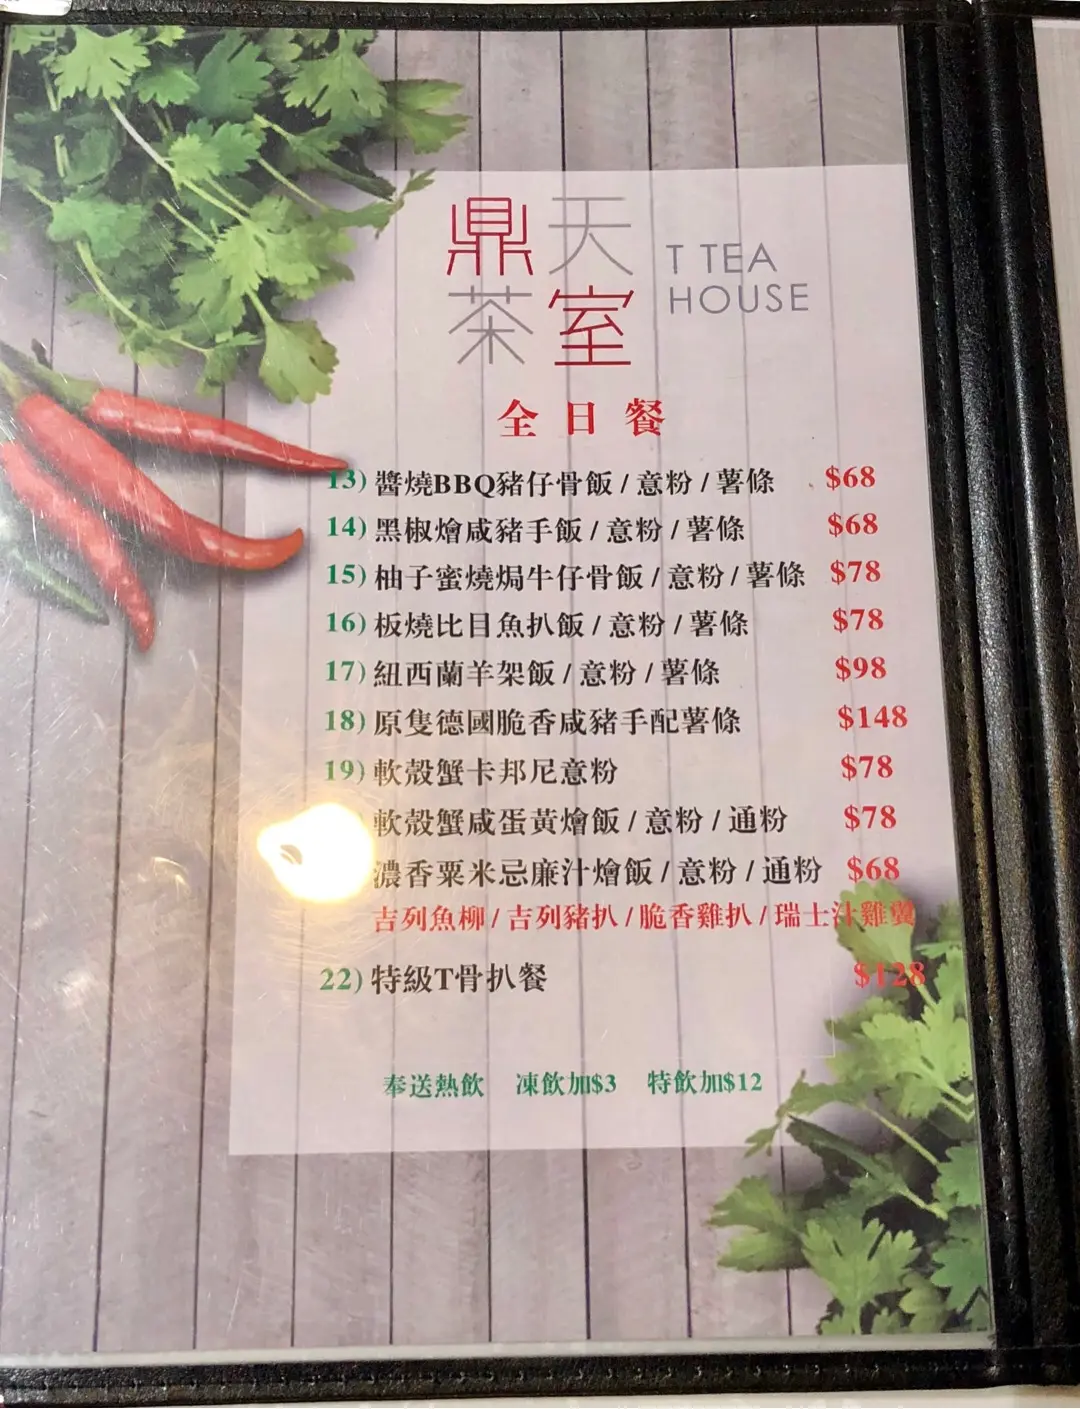 鼎天茶室
T TEA
HOUSE
全日餐
13) 醬燒BBQ豬仔骨飯 / 意粉 / 薯條 $68
14) 黑椒燴咸豬手飯 / 意粉 / 薯條 $68
15) 柚子蜜燒焗牛仔骨飯 / 意粉 / 薯條 $78
16) 板燒比目魚扒飯 / 意粉 / 薯條 $78
17) 紐西蘭羊架飯 / 意粉 / 薯條 $98
18) 原隻德國脆香咸豬手配薯條 $148
19) 軟殼蟹卡邦尼意粉 $78
軟殼蟹咸蛋黃燴飯 / 意粉 / 通粉 $78
濃香粟米忌廉汁燴飯 / 意粉 / 通粉 $68
吉列魚柳 / 吉列豬扒 / 脆香雞扒 / 瑞士汁雞翼
22) 特級T骨扒餐 $128
奉送熱飲 凍飲加$3 特飲加$12